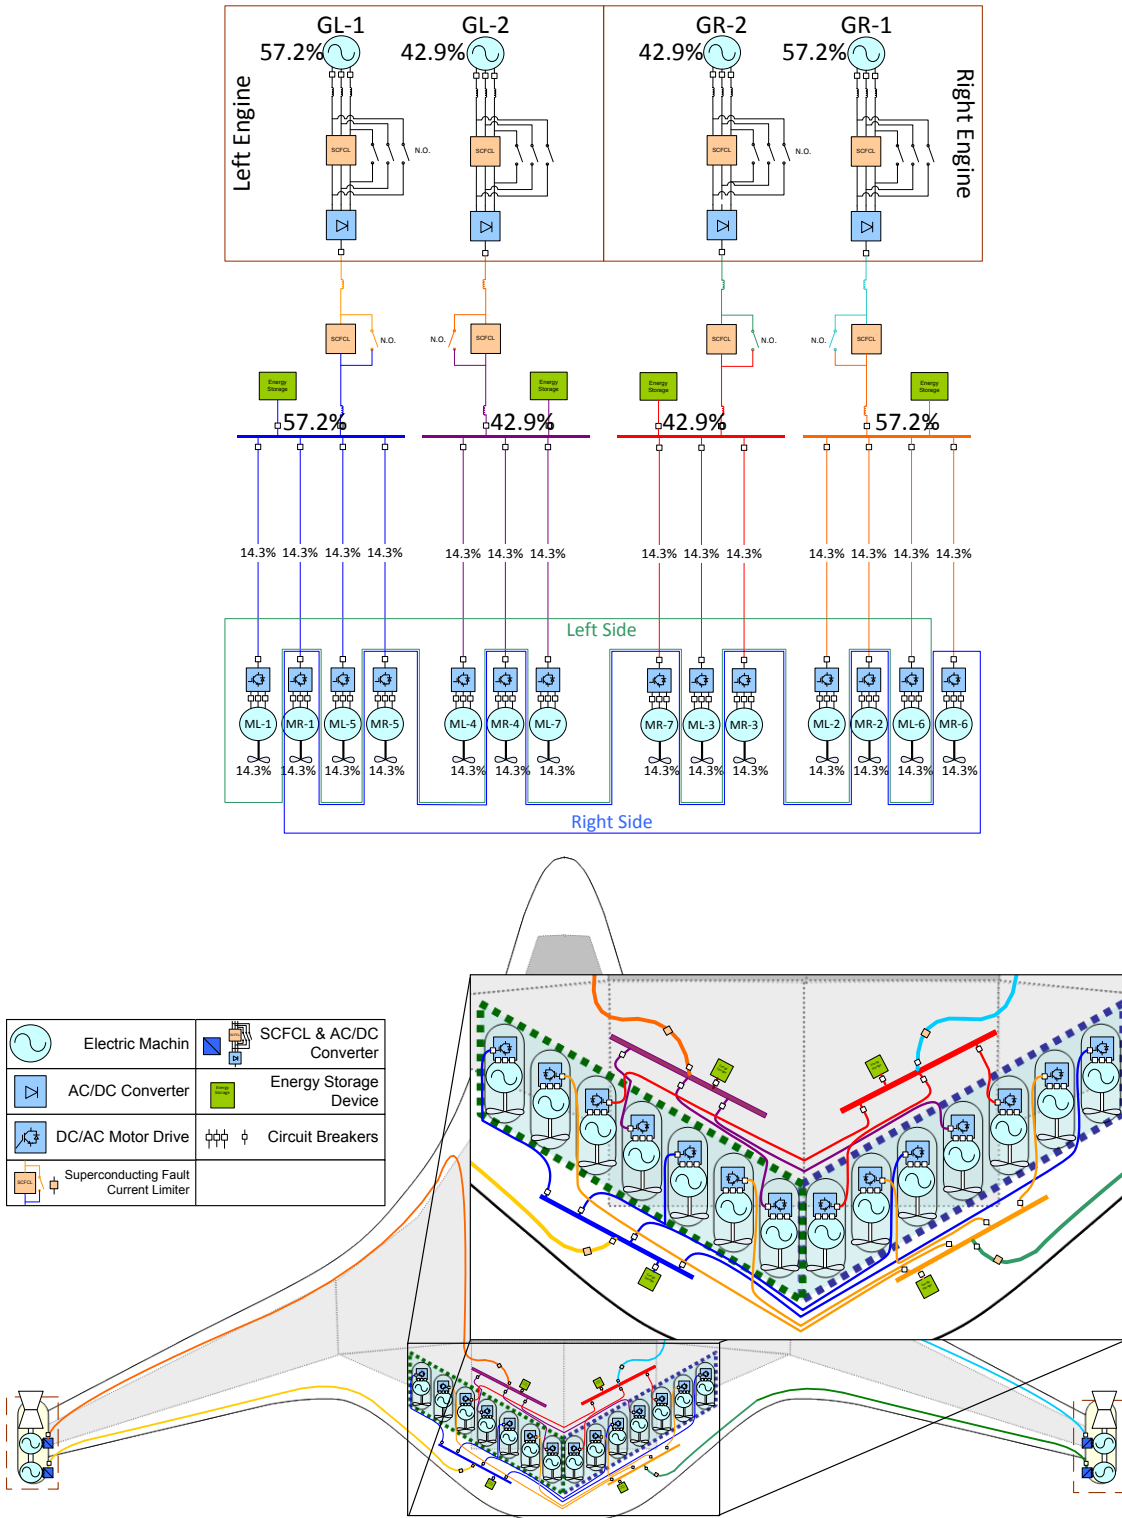 GL-1
GL-2
GR-2
GR-1
57.2%
42.9%
42.9%
57.2%
Left Engine
Right Engine
SCFCL
SCFCL
SCFCL
SCFCL
N.O.
N.O.
SCFCL
N.O.
N.O.
SCFCL
SCFCL
N.O.
N.O.
SCFCL
Energy
Storage
Energy
Storage
Energy
Storage
Energy
Storage
57.2%
42.9%
42.9%
57.2%
14.3%
14.3%
14.3%
14.3%
14.3%
14.3%
14.3%
14.3%
14.3%
14.3%
14.3%
14.3%
14.3%
14.3%
Left Side
ML-1
MR-1
ML-5
MR-5
ML-4
MR-4
ML-7
MR-7
ML-3
MR-3
ML-2
MR-2
ML-6
MR-6
14.3%
14.3%
14.3%
14.3%
14.3%
14.3%
14.3%
14.3%
14.3%
14.3%
14.3%
14.3%
14.3%
14.3%
Right Side
Electric Machin
SCFCL & AC/DC
Converter
AC/DC Converter
Energy
Storage
Energy Storage
Device
DC/AC Motor Drive
Circuit Breakers
SCFCL
Superconducting Fault
Current Limiter